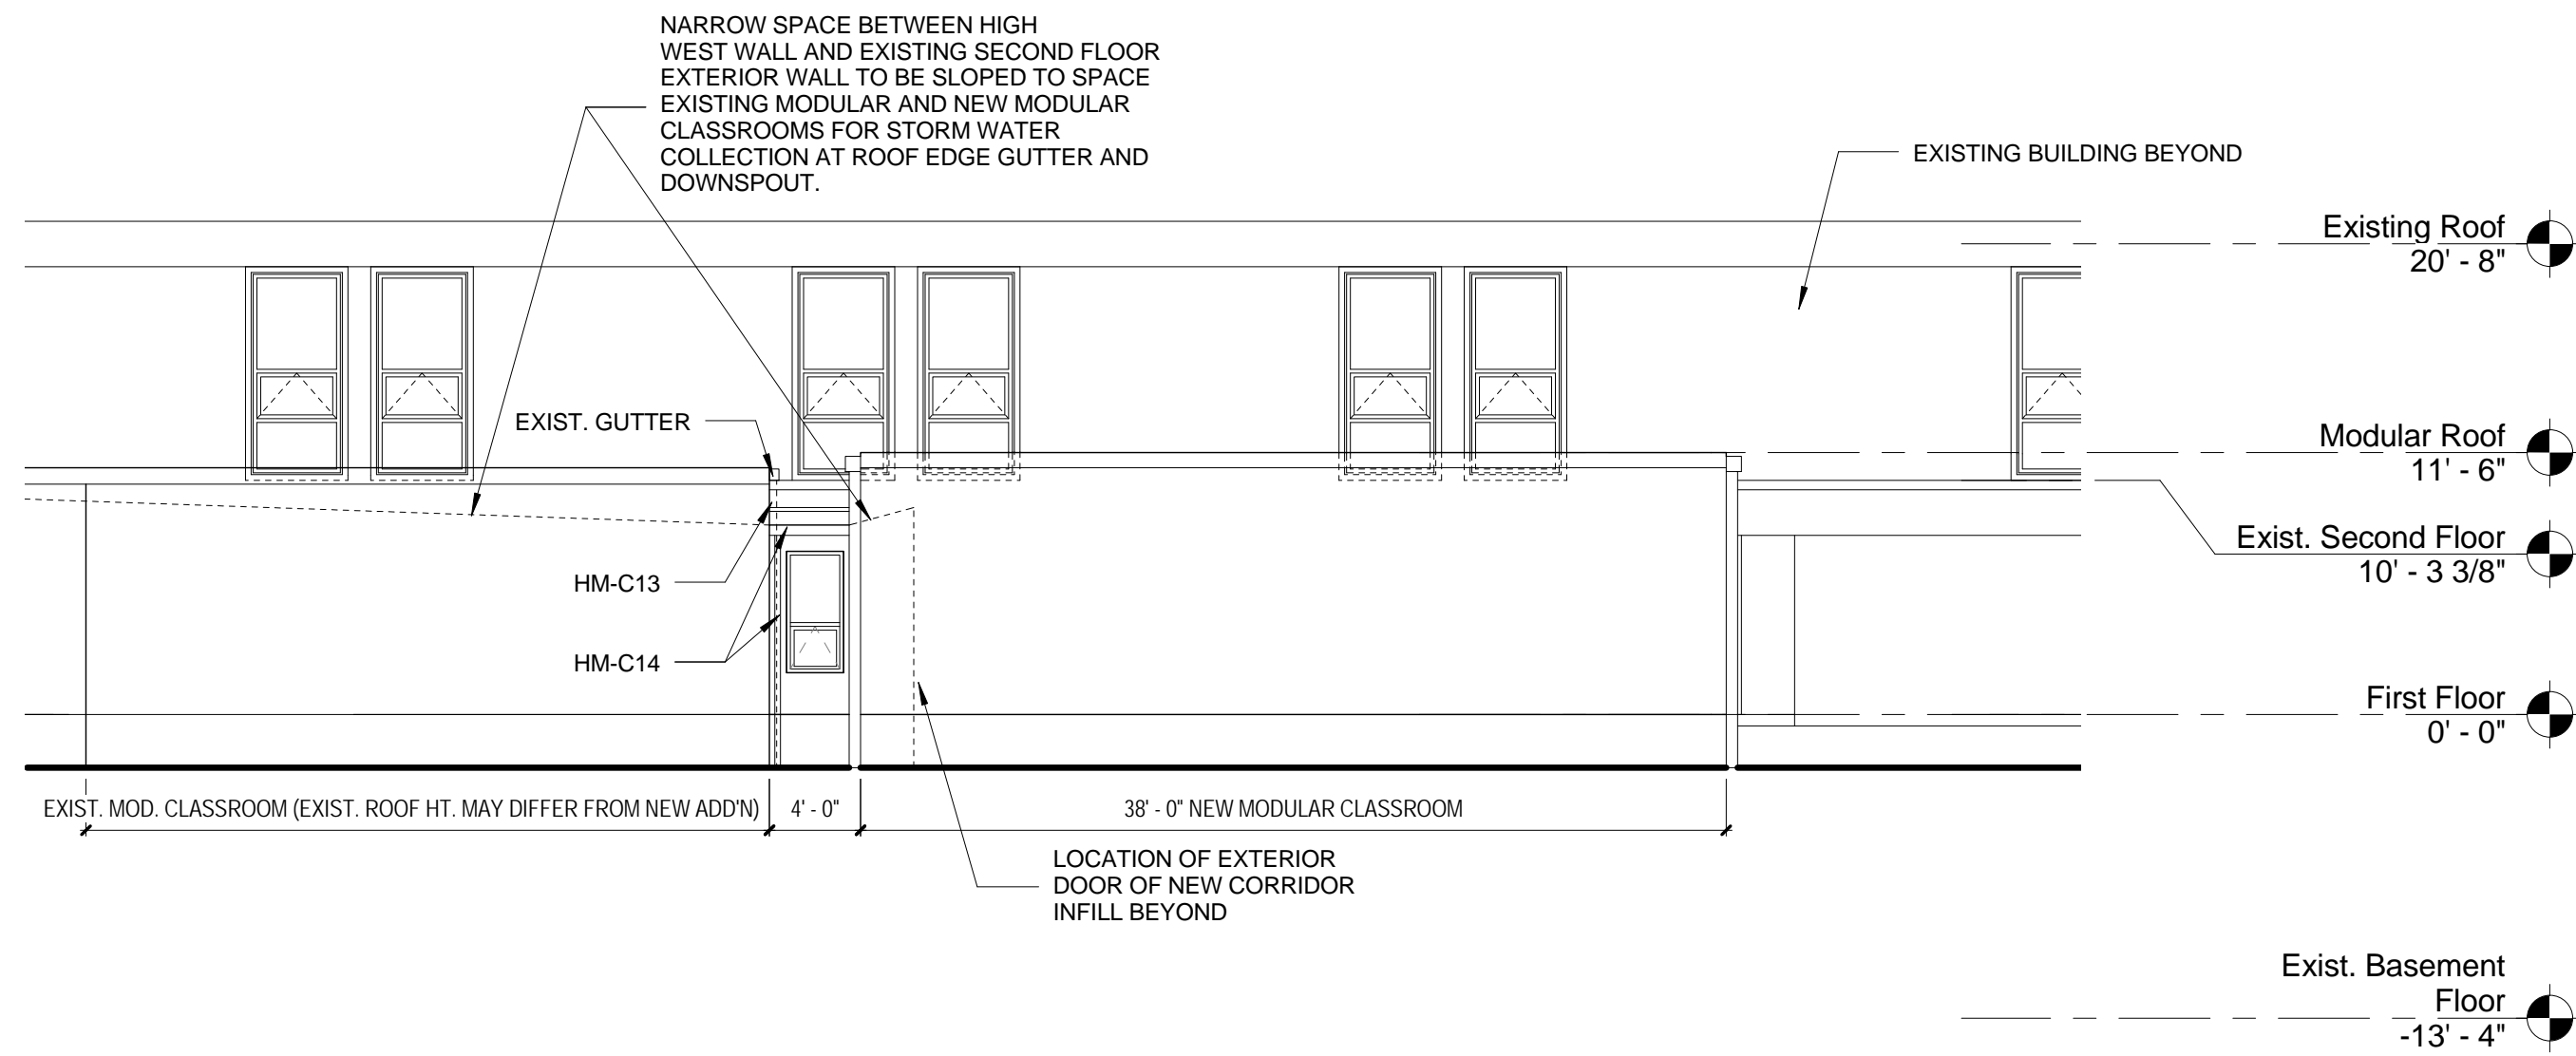 NARROW SPACE BETWEEN HIGH
WEST WALL AND EXISTING SECOND FLOOR
EXTERIOR WALL TO BE SLOPED TO SPACE
EXISTING MODULAR AND NEW MODULAR
CLASSROOMS FOR STORM WATER
COLLECTION AT ROOF EDGE GUTTER AND
DOWNSPOUT.
EXISTING BUILDING BEYOND
Existing Roof
20' - 8"
EXIST. GUTTER
Modular Roof
11' - 6"
Exist. Second Floor
10' - 3 3/8"
HM-C13
HM-C14
First Floor
0' - 0"
EXIST. MOD. CLASSROOM (EXIST. ROOF HT. MAY DIFFER FROM NEW ADD'N)
4' - 0"
38' - 0" NEW MODULAR CLASSROOM
LOCATION OF EXTERIOR
DOOR OF NEW CORRIDOR
INFILL BEYOND
Exist. Basement
Floor
-13' - 4"